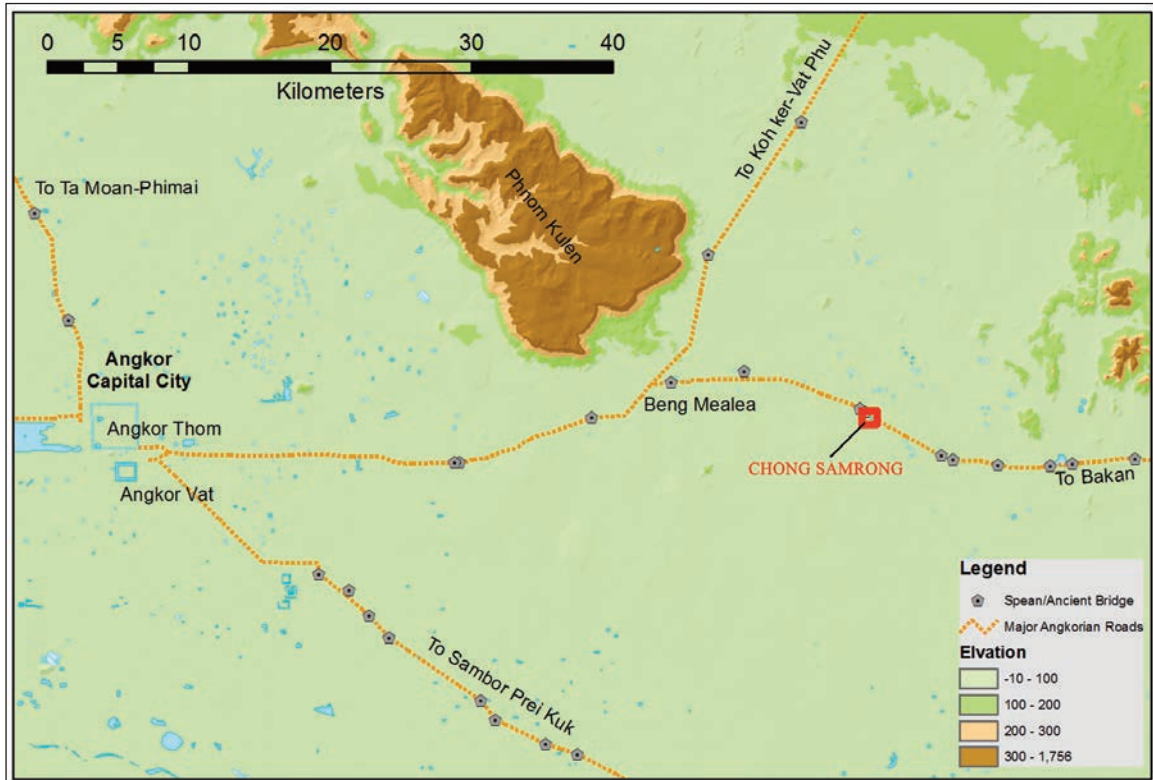 0 5 10 20 30 40
Kilometers
To Ta Moan-Phimai
Phnom Kulen
To Koh ker-Vat Phu
Angkor
Capital City
Angkor Thom
Angkor Vat
Beng Mealea
CHONG SAMRONG
To Bakan
To Sambor Prei Kuk
Legend
Spean/Ancient Bridge
Major Angkorian Roads
Elvation
-10 - 100
100 - 200
200 - 300
300 - 1,756